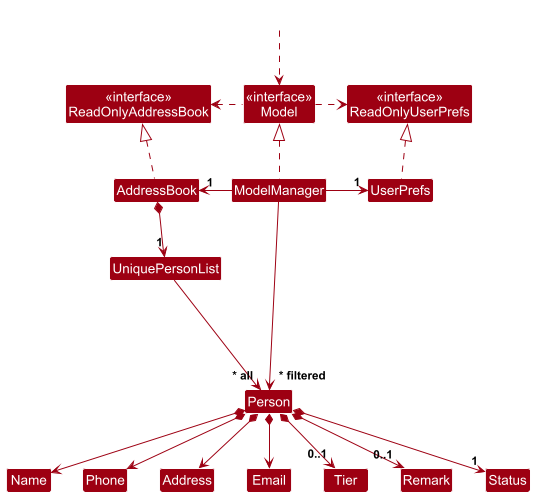 «interface»
ReadOnlyAddressBook
«interface»
Model
«interface»
ReadOnlyUserPrefs
AddressBook
1
ModelManager
1
UserPrefs
1
UniquePersonList
* all
* filtered
Person
0..1
0..1
1
Name
Phone
Address
Email
Tier
Remark
Status